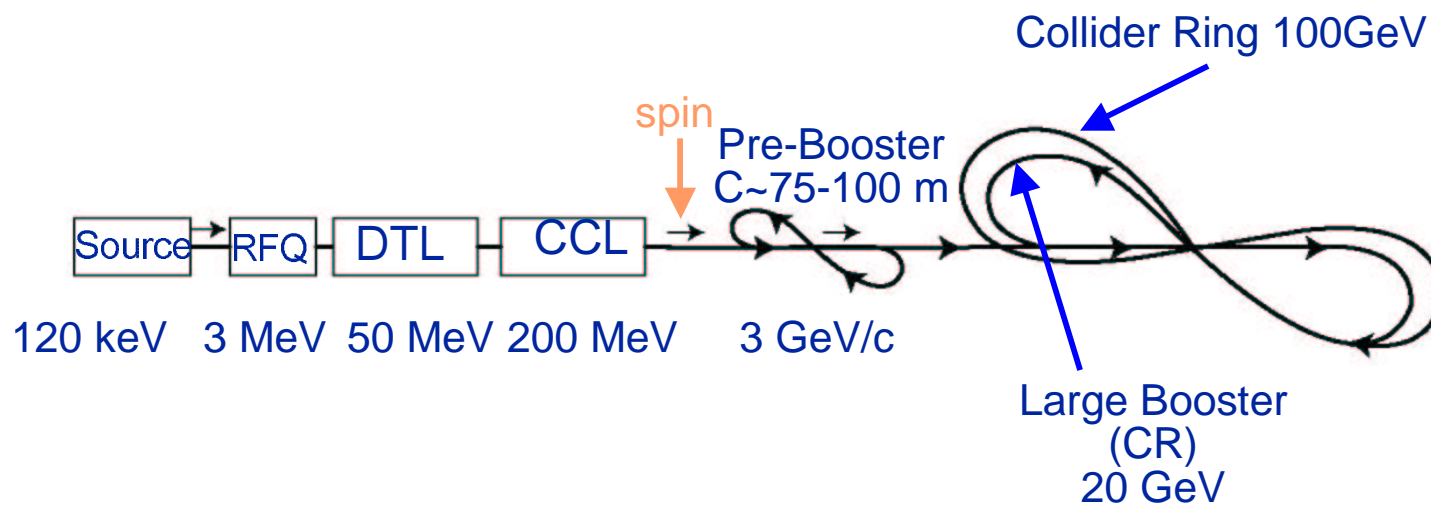 Collider Ring 100GeV
spin
Pre-Booster
C~75-100 m
Source
RFQ
DTL
CCL
120 keV
3 MeV
50 MeV
200 MeV
3 GeV/c
Large Booster
(CR)
20 GeV